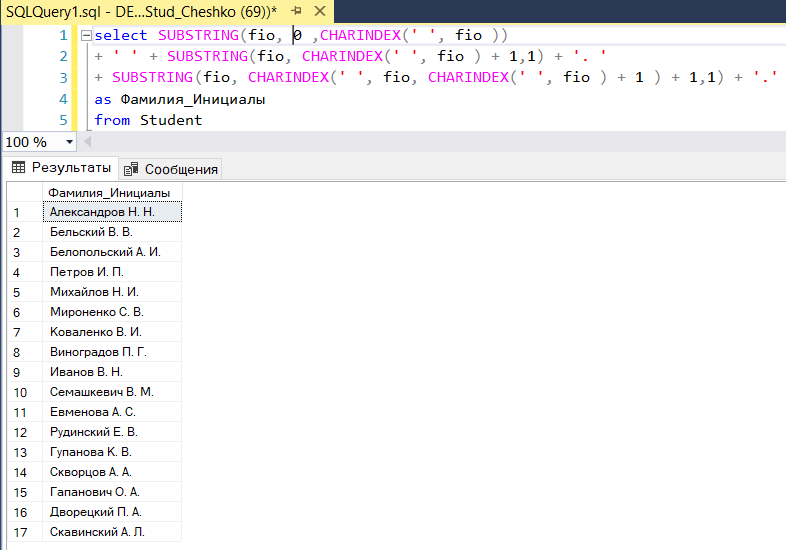 SQLQuery1.sql - DE...Stud_Cheshko (69))*
1 select SUBSTRING(fio, 0 ,CHARINDEX(' ', fio ))
2 + ' ' + SUBSTRING(fio, CHARINDEX(' ', fio ) + 1,1) + '. '
3 + SUBSTRING(fio, CHARINDEX(' ', fio, CHARINDEX(' ', fio ) + 1 ) + 1,1) + '.'
4 as Фамилия_Инициалы
5 from Student
100 %
Результаты Сообщения
Фамилия_Инициалы
1 Александров Н. Н.
2 Бельский В. В.
3 Белопольский А. И.
4 Петров И. П.
5 Михайлов Н. И.
6 Мироненко С. В.
7 Коваленко В. И.
8 Виноградов П. Г.
9 Иванов В. Н.
10 Семашкевич В. М.
11 Евменова А. С.
12 Рудинский Е. В.
13 Гупанова К. В.
14 Скворцов А. А.
15 Гапанович О. А.
16 Дворецкий П. А.
17 Скавинский А. Л.